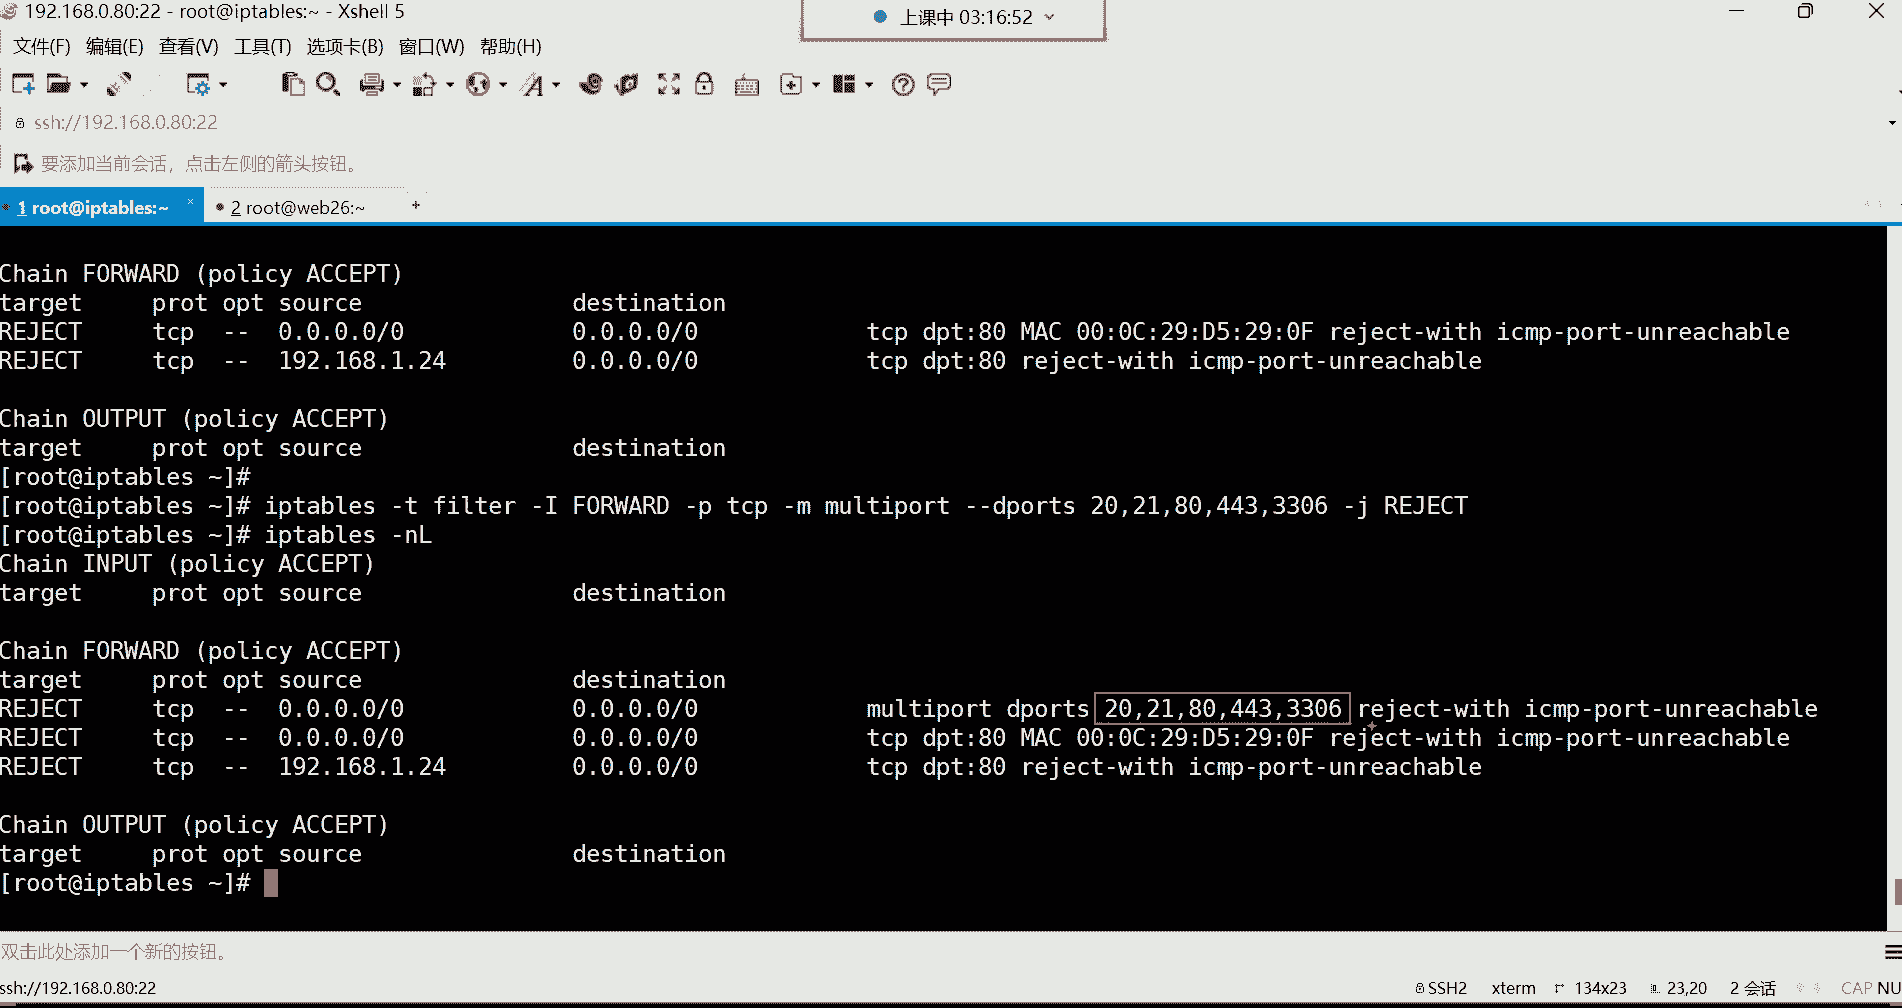 192.168.0.80:22 - root@iptables:~ - Xshell 5
上课中 03:16:52
文件(F) 编辑(E) 查看(V) 工具(T) 选项卡(B) 窗口(W) 帮助(H)
ssh://192.168.0.80:22
要添加当前会话，点击左侧的箭头按钮。
1 root@iptables:~ × 2 root@web26:~ +
Chain FORWARD (policy ACCEPT)
target prot opt source destination
REJECT tcp -- 0.0.0.0/0 0.0.0.0/0 tcp dpt:80 MAC 00:0C:29:D5:29:0F reject-with icmp-port-unreachable
REJECT tcp -- 192.168.1.24 0.0.0.0/0 tcp dpt:80 reject-with icmp-port-unreachable
Chain OUTPUT (policy ACCEPT)
target prot opt source destination
[root@iptables ~]#
[root@iptables ~]# iptables -t filter -I FORWARD -p tcp -m multiport --dports 20,21,80,443,3306 -j REJECT
[root@iptables ~]# iptables -nL
Chain INPUT (policy ACCEPT)
target prot opt source destination
Chain FORWARD (policy ACCEPT)
target prot opt source destination
REJECT tcp -- 0.0.0.0/0 0.0.0.0/0 multiport dports 20,21,80,443,3306 reject-with icmp-port-unreachable
REJECT tcp -- 0.0.0.0/0 0.0.0.0/0 tcp dpt:80 MAC 00:0C:29:D5:29:0F reject-with icmp-port-unreachable
REJECT tcp -- 192.168.1.24 0.0.0.0/0 tcp dpt:80 reject-with icmp-port-unreachable
Chain OUTPUT (policy ACCEPT)
target prot opt source destination
[root@iptables ~]#
双击此处添加一个新的按钮。
ssh://192.168.0.80:22 SSH2 xterm 134x23 23,20 2 会话 CAP NU